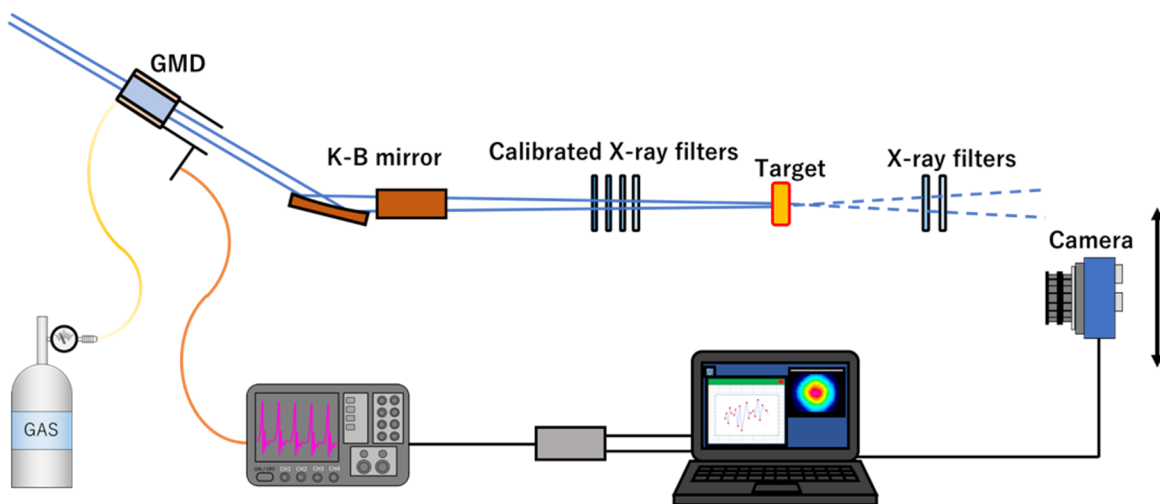 GMD
K-B mirror
Calibrated X-ray filters
Target
X-ray filters
Camera
GAS
ON / OFF
CH1 CH2 CH3 CH4